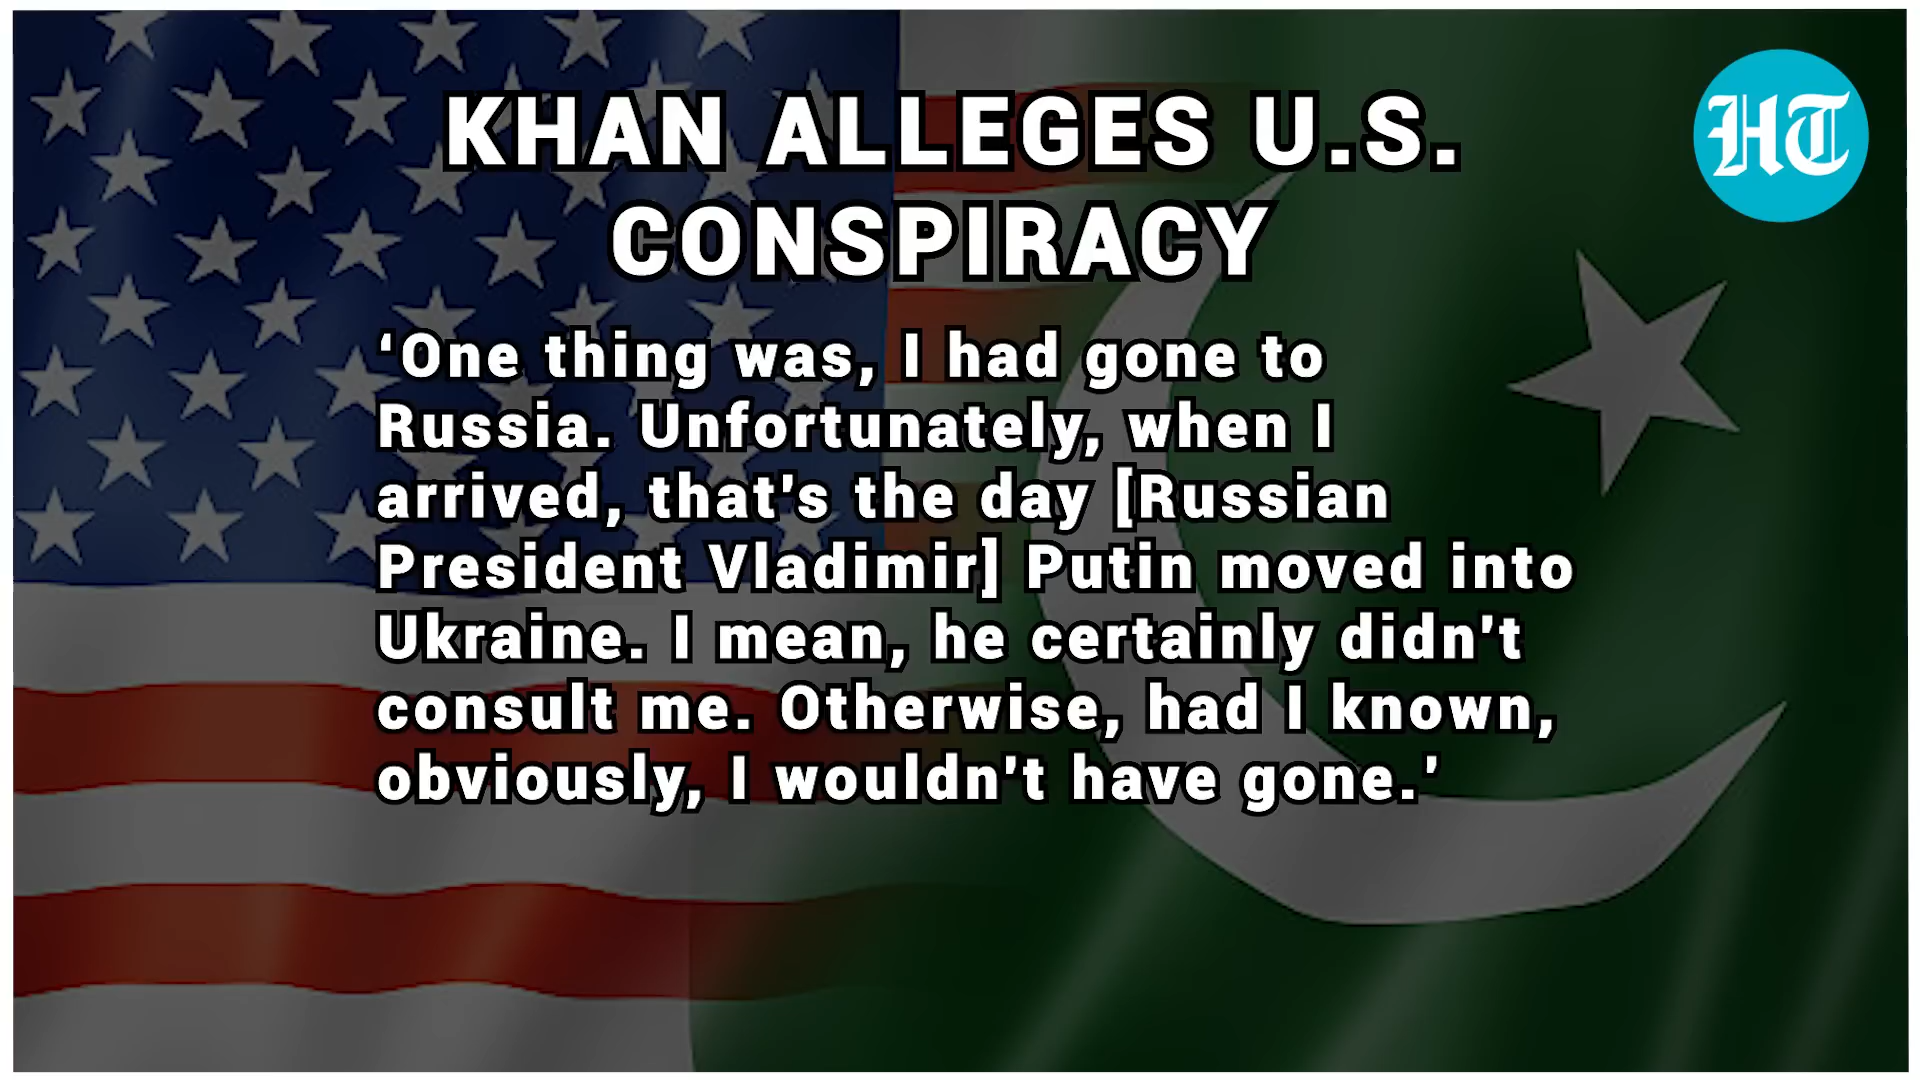 KHAN ALLEGES U.S.
CONSPIRACY
HT
‘One thing was, I had gone to
Russia. Unfortunately, when I
arrived, that's the day [Russian
President Vladimir] Putin moved into
Ukraine. I mean, he certainly didn't
consult me. Otherwise, had I known,
obviously, I wouldn't have gone.'